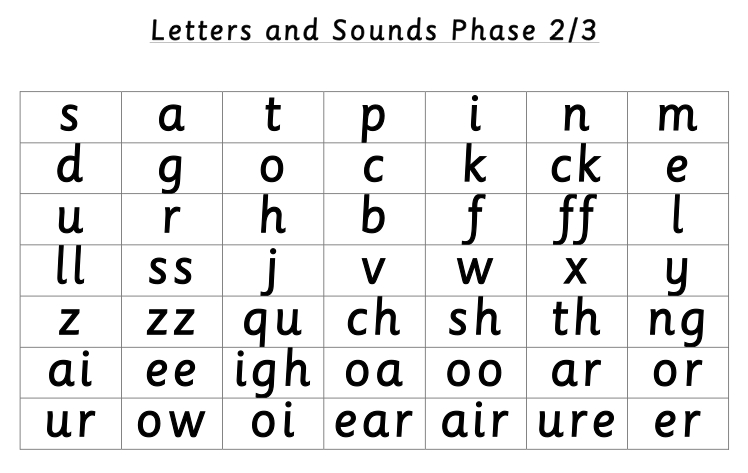 Letters and Sounds Phase 2/3
s a t p i n m
d g o c k ck e
u r h b f ff l
ll ss j v w x y
z zz qu ch sh th ng
ai ee igh oa oo ar or
ur ow oi ear air ure er